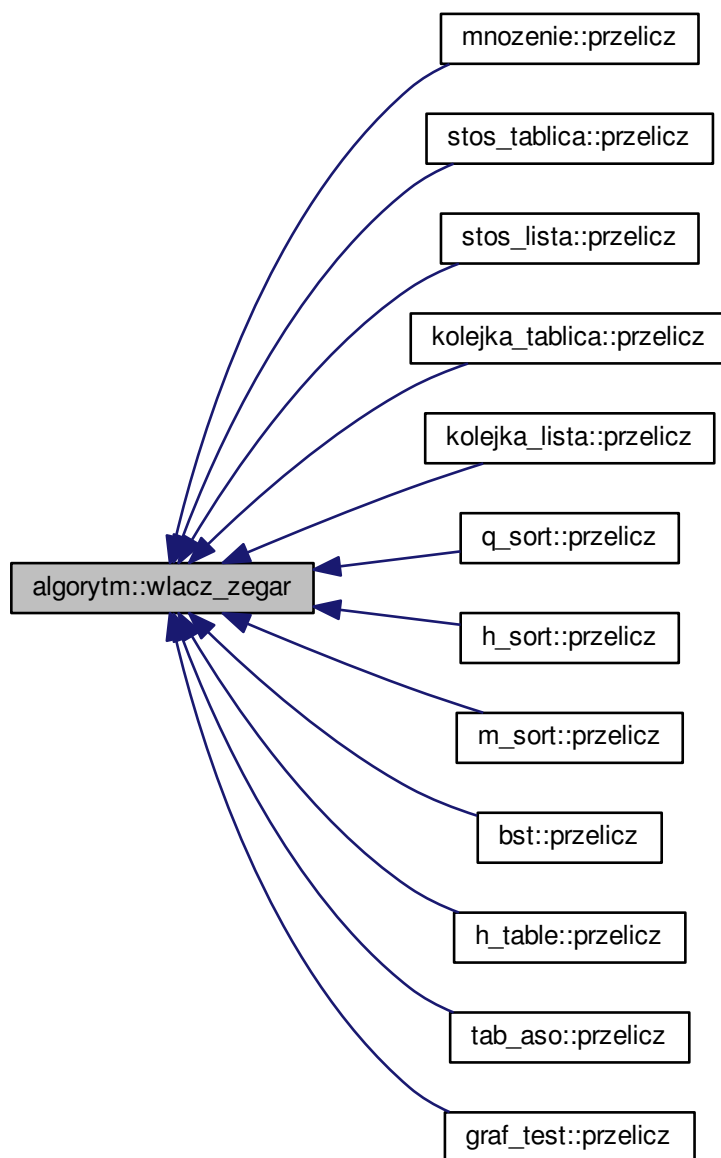 mnozenie::przelicz
stos_tablica::przelicz
stos_lista::przelicz
kolejka_tablica::przelicz
kolejka_lista::przelicz
q_sort::przelicz
algorytm::wlacz_zegar
h_sort::przelicz
m_sort::przelicz
bst::przelicz
h_table::przelicz
tab_aso::przelicz
graf_test::przelicz